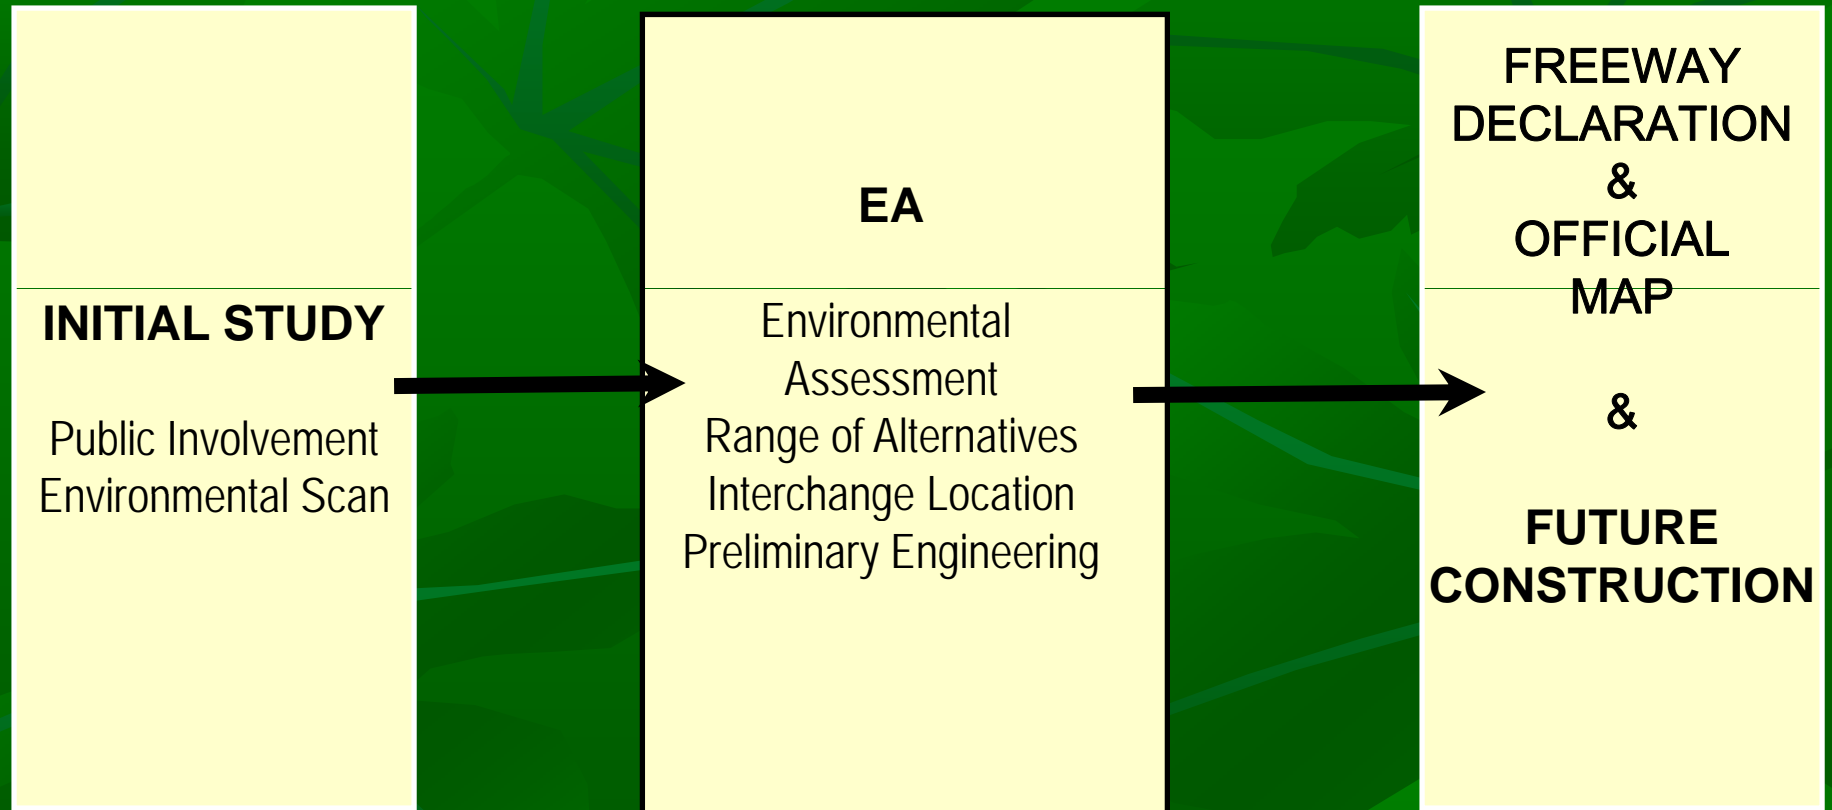 INITIAL STUDY
Public Involvement
Environmental Scan
EA
Environmental
Assessment
Range of Alternatives
Interchange Location
Preliminary Engineering
FREEWAY
DECLARATION
&
OFFICIAL
MAP
&
FUTURE
CONSTRUCTION